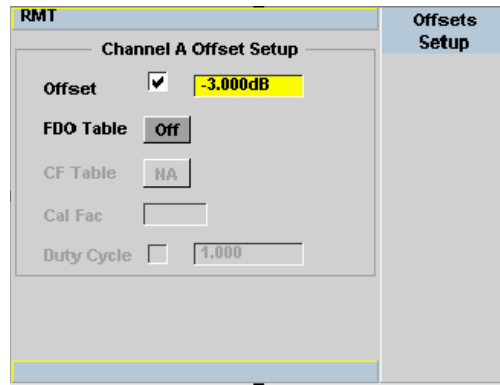 RMT
Offsets
Setup
Channel A Offset Setup
Offset -3.000dB
FDO Table Off
CF Table NA
Cal Fac
Duty Cycle 1.000